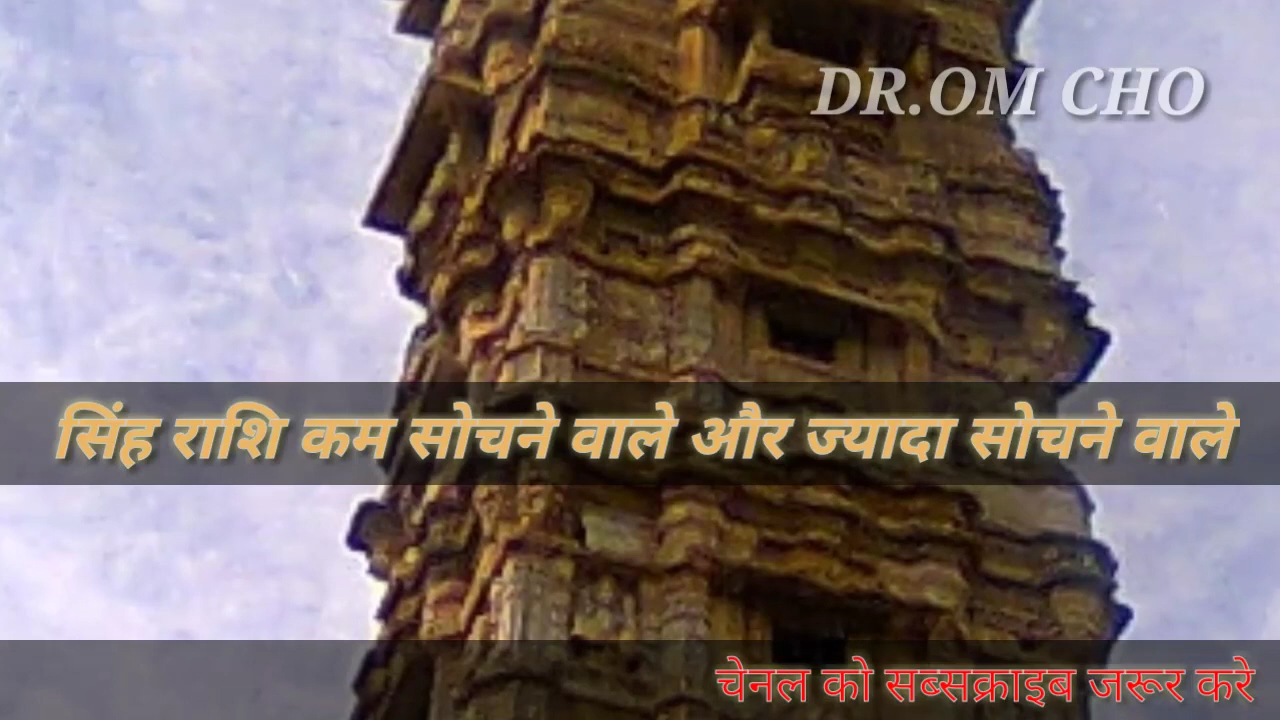 DR.OM CHO
सिंह राशि कम सोचने वाले और ज्यादा सोचने वाले
चेनल को सब्सक्राइब जरूर करे